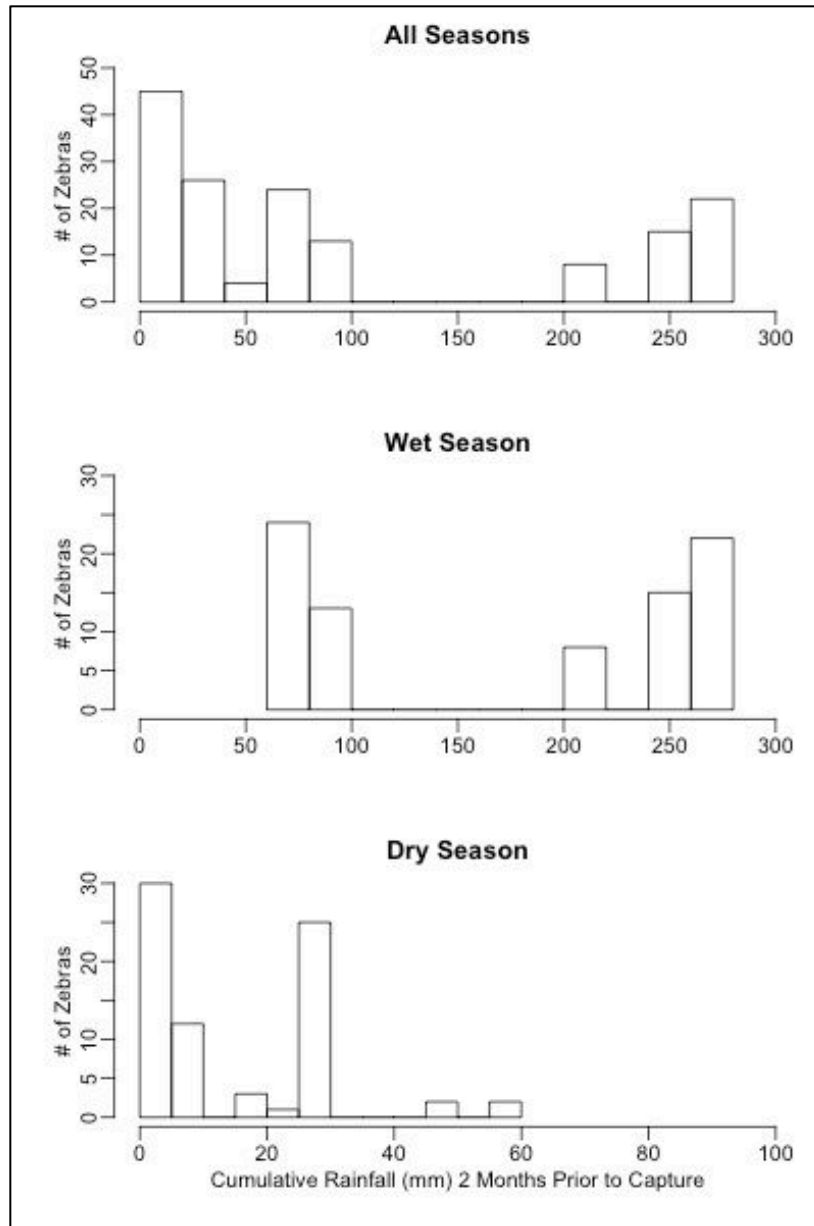 All Seasons
# of Zebras
0 10 20 30 40 50
0 50 100 150 200 250 300
Wet Season
# of Zebras
0 5 10 20 30
0 50 100 150 200 250 300
Dry Season
# of Zebras
0 5 10 20 30
0 20 40 60 80 100
Cumulative Rainfall (mm) 2 Months Prior to Capture